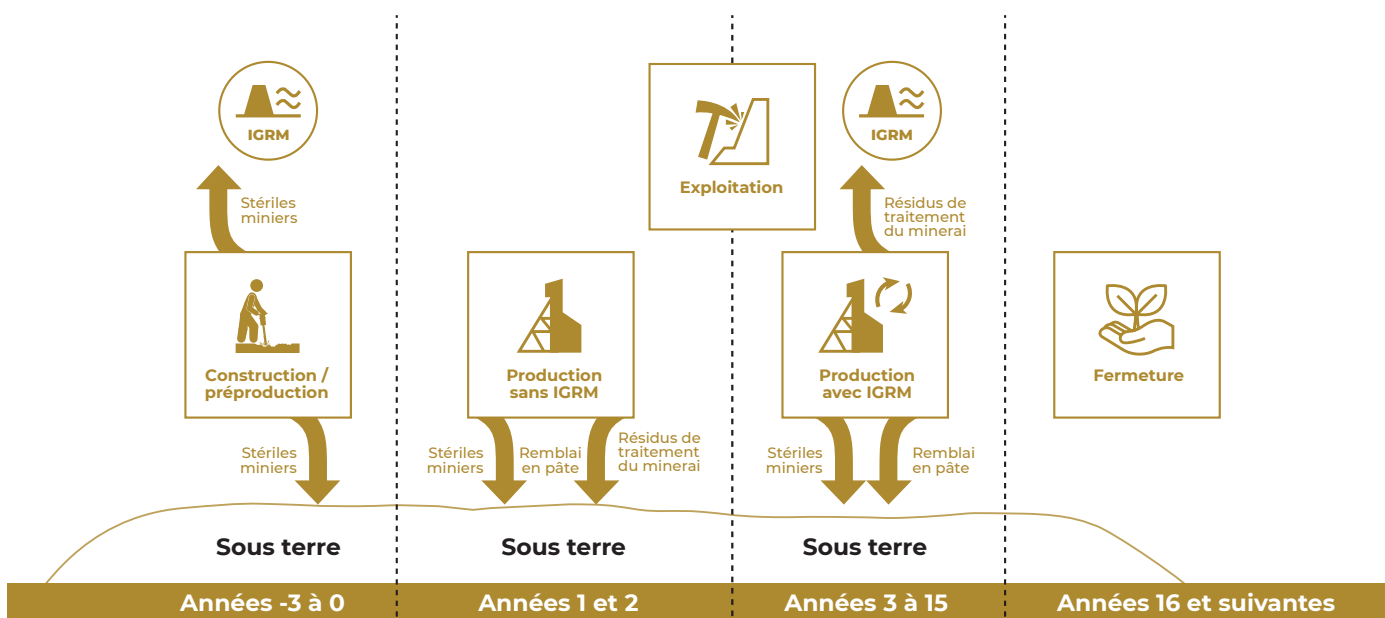 IGRM
Stériles
miniers
Construction /
préproduction
Stériles
miniers
Sous terre
Années -3 à 0
Production
sans IGRM
Stériles
miniers
Remblai
en pâte
Résidus de
traitement
du minerai
Sous terre
Années 1 et 2
Exploitation
IGRM
Résidus de
traitement
du minerai
Production
avec IGRM
Stériles
miniers
Remblai
en pâte
Sous terre
Années 3 à 15
Fermeture
Années 16 et suivantes